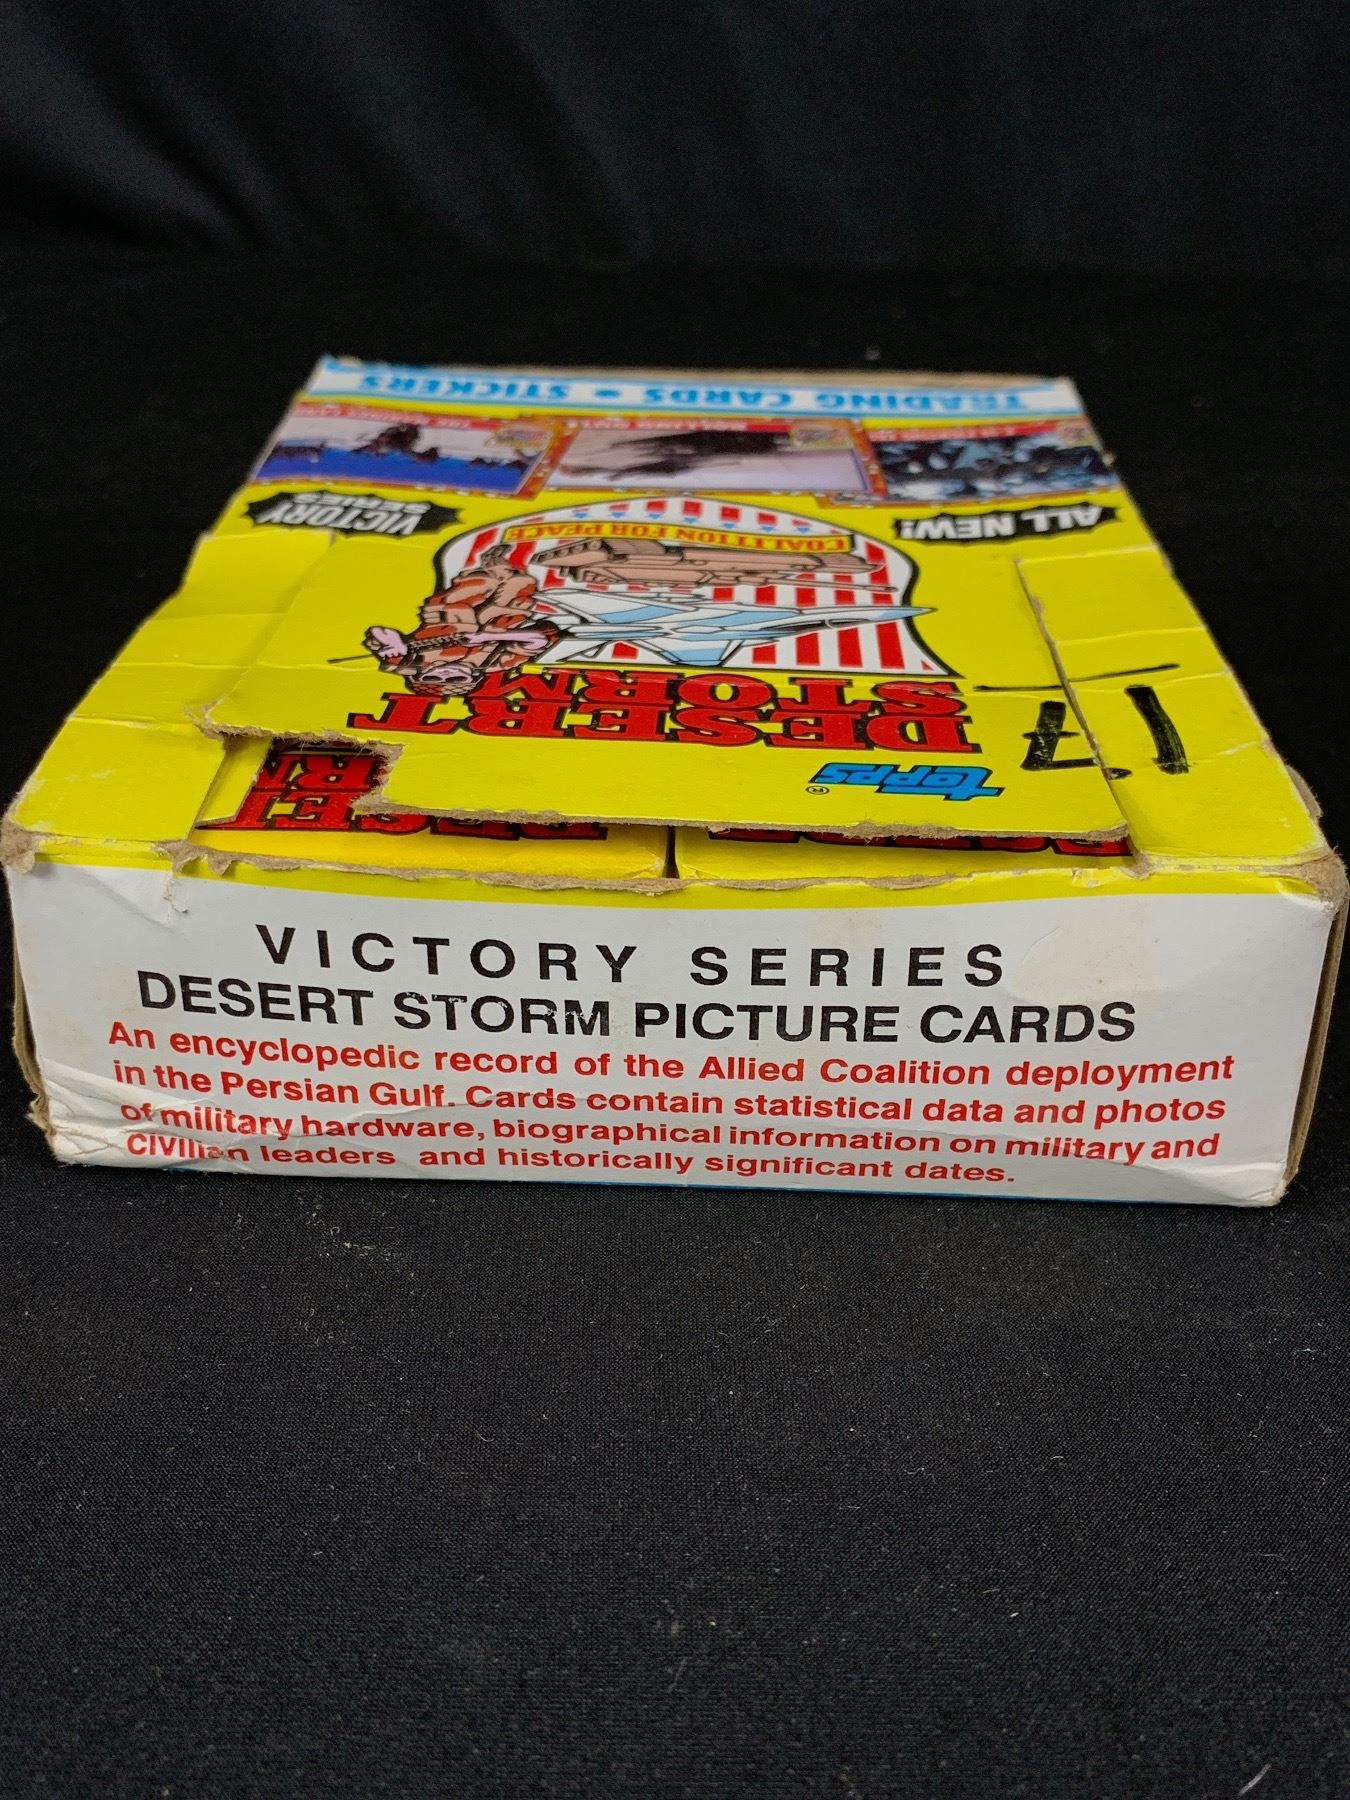 TRADING CARDS • STICKERS
ALL NEW!
VICTORY
SERIES
COALITION FOR PEACE
DESERT
STORM
topps®
VICTORY SERIES
DESERT STORM PICTURE CARDS
An encyclopedic record of the Allied Coalition deployment
in the Persian Gulf. Cards contain statistical data and photos
of military hardware, biographical information on military and
civilian leaders and historically significant dates.